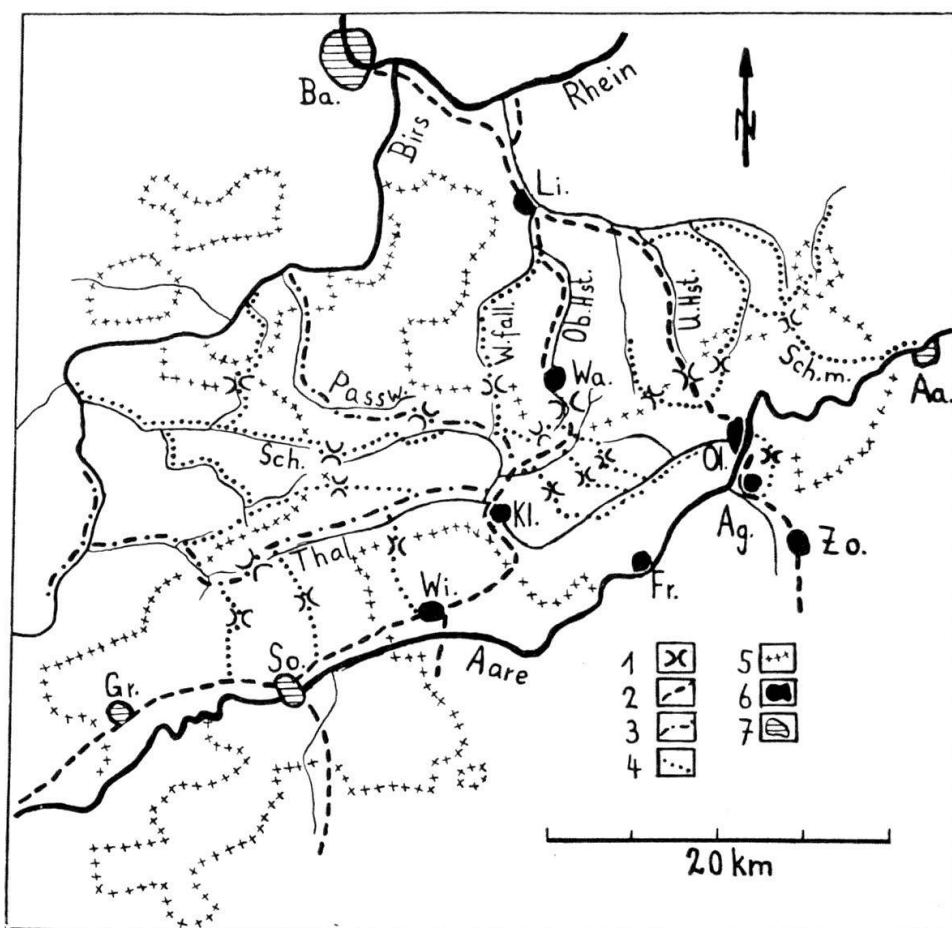 Ba.
Rhein
N
Birs
Li.
W.fall.
Ob.Hst.
U.Hst.
Sch.m.
Aa.
Wa.
Passw.
Sch.
Ol.
Kl.
Ag.
Zo.
Thal.
Fr.
Wi.
Aare
So.
Gr.
1
2
3
4
5
6
7
20 km